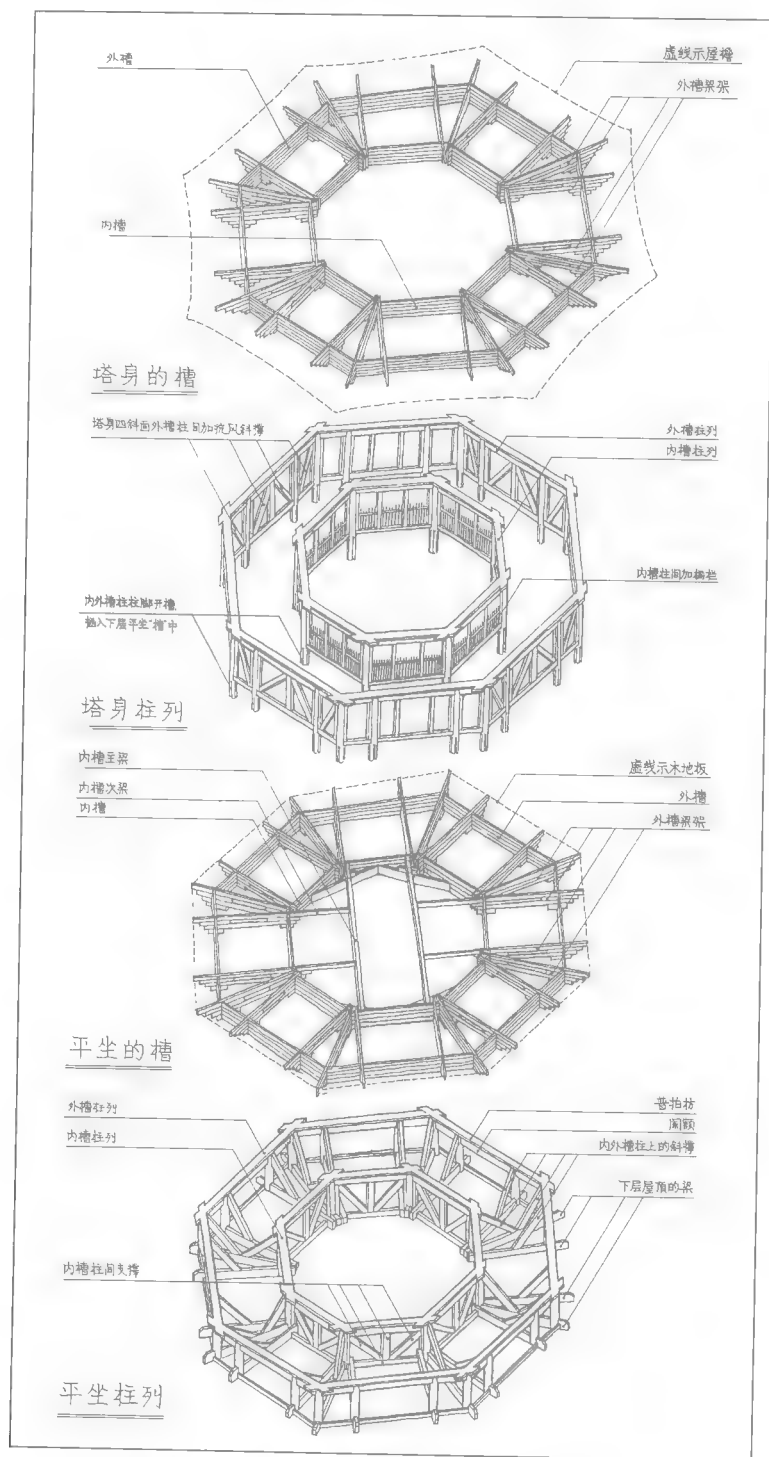 外槽
虚线示屋檐
外槽梁架
内槽
塔身的槽
塔身四斜面外槽柱间加抗风斜撑
外槽柱列
内槽柱列
内槽柱间加栅栏
内外槽柱柱脚开槽
插入下层平坐"槽"中
塔身柱列
内槽主梁
内槽次梁
内槽
虚线示木地板
外槽
外槽梁架
平坐的槽
外槽柱列
内槽柱列
普拍枋
阑额
内外槽柱上的斜撑
下层屋顶的梁
内槽柱间支撑
平坐柱列